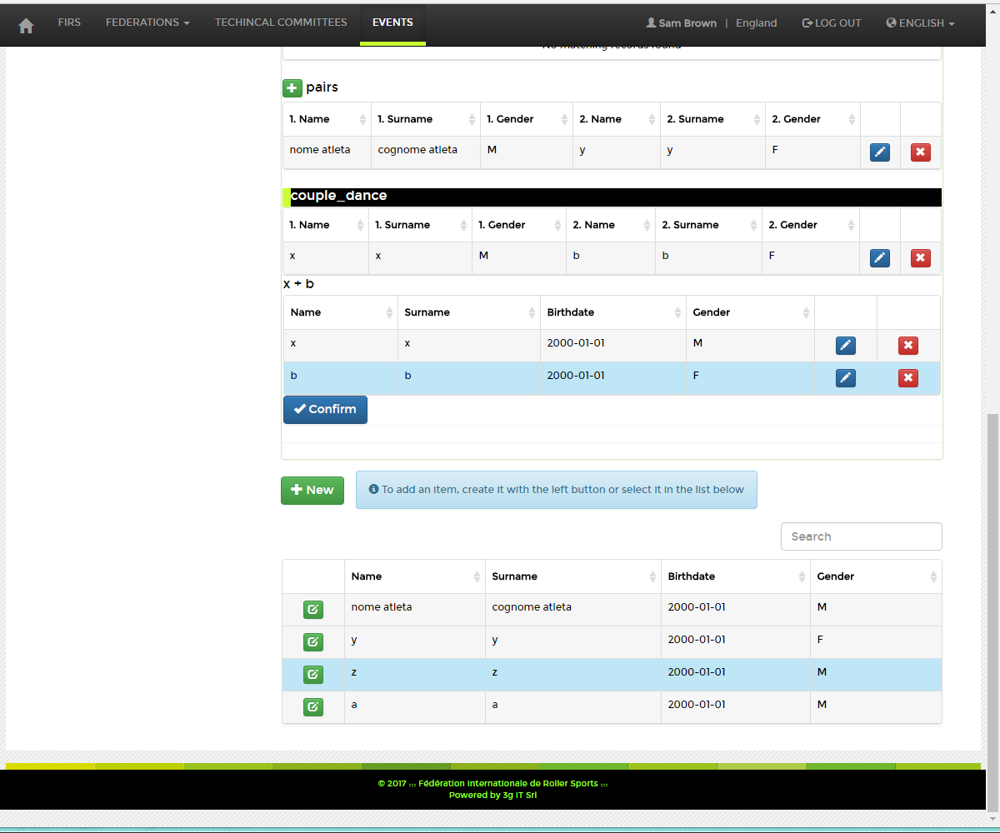 FIRS FEDERATIONS TECHINCAL COMMITTEES EVENTS Sam Brown | England LOG OUT ENGLISH
No matching records found
pairs
1. Name 1. Surname 1. Gender 2. Name 2. Surname 2. Gender
nome atleta cognome atleta M y y F
couple_dance
1. Name 1. Surname 1. Gender 2. Name 2. Surname 2. Gender
x x M b b F
x + b
Name Surname Birthdate Gender
x x 2000-01-01 M
b b 2000-01-01 F
Confirm
New To add an item, create it with the left button or select it in the list below
Search
Name Surname Birthdate Gender
nome atleta cognome atleta 2000-01-01 M
y y 2000-01-01 F
z z 2000-01-01 M
a a 2000-01-01 M
© 2017 ::: Fédération Internationale de Roller Sports :::
Powered by 3g IT Srl